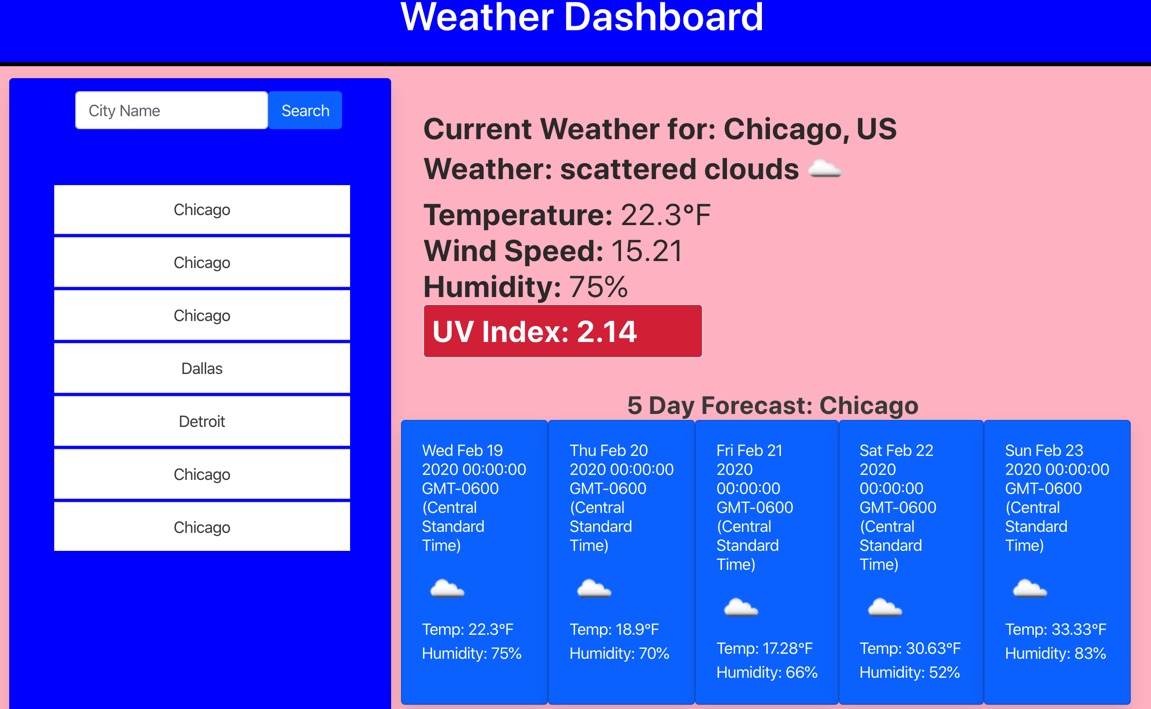 Weather Dashboard
City Name
Search
Chicago
Chicago
Chicago
Dallas
Detroit
Chicago
Chicago
Current Weather for: Chicago, US
Weather: scattered clouds
Temperature: 22.3°F
Wind Speed: 15.21
Humidity: 75%
UV Index: 2.14
5 Day Forecast: Chicago
Wed Feb 19
2020 00:00:00
GMT-0600
(Central
Standard
Time)
Temp: 22.3°F
Humidity: 75%
Thu Feb 20
2020 00:00:00
GMT-0600
(Central
Standard
Time)
Temp: 18.9°F
Humidity: 70%
Fri Feb 21
2020
00:00:00
GMT-0600
(Central
Standard
Time)
Temp: 17.28°F
Humidity: 66%
Sat Feb 22
2020
00:00:00
GMT-0600
(Central
Standard
Time)
Temp: 30.63°F
Humidity: 52%
Sun Feb 23
2020 00:00:00
GMT-0600
(Central
Standard
Time)
Temp: 33.33°F
Humidity: 83%